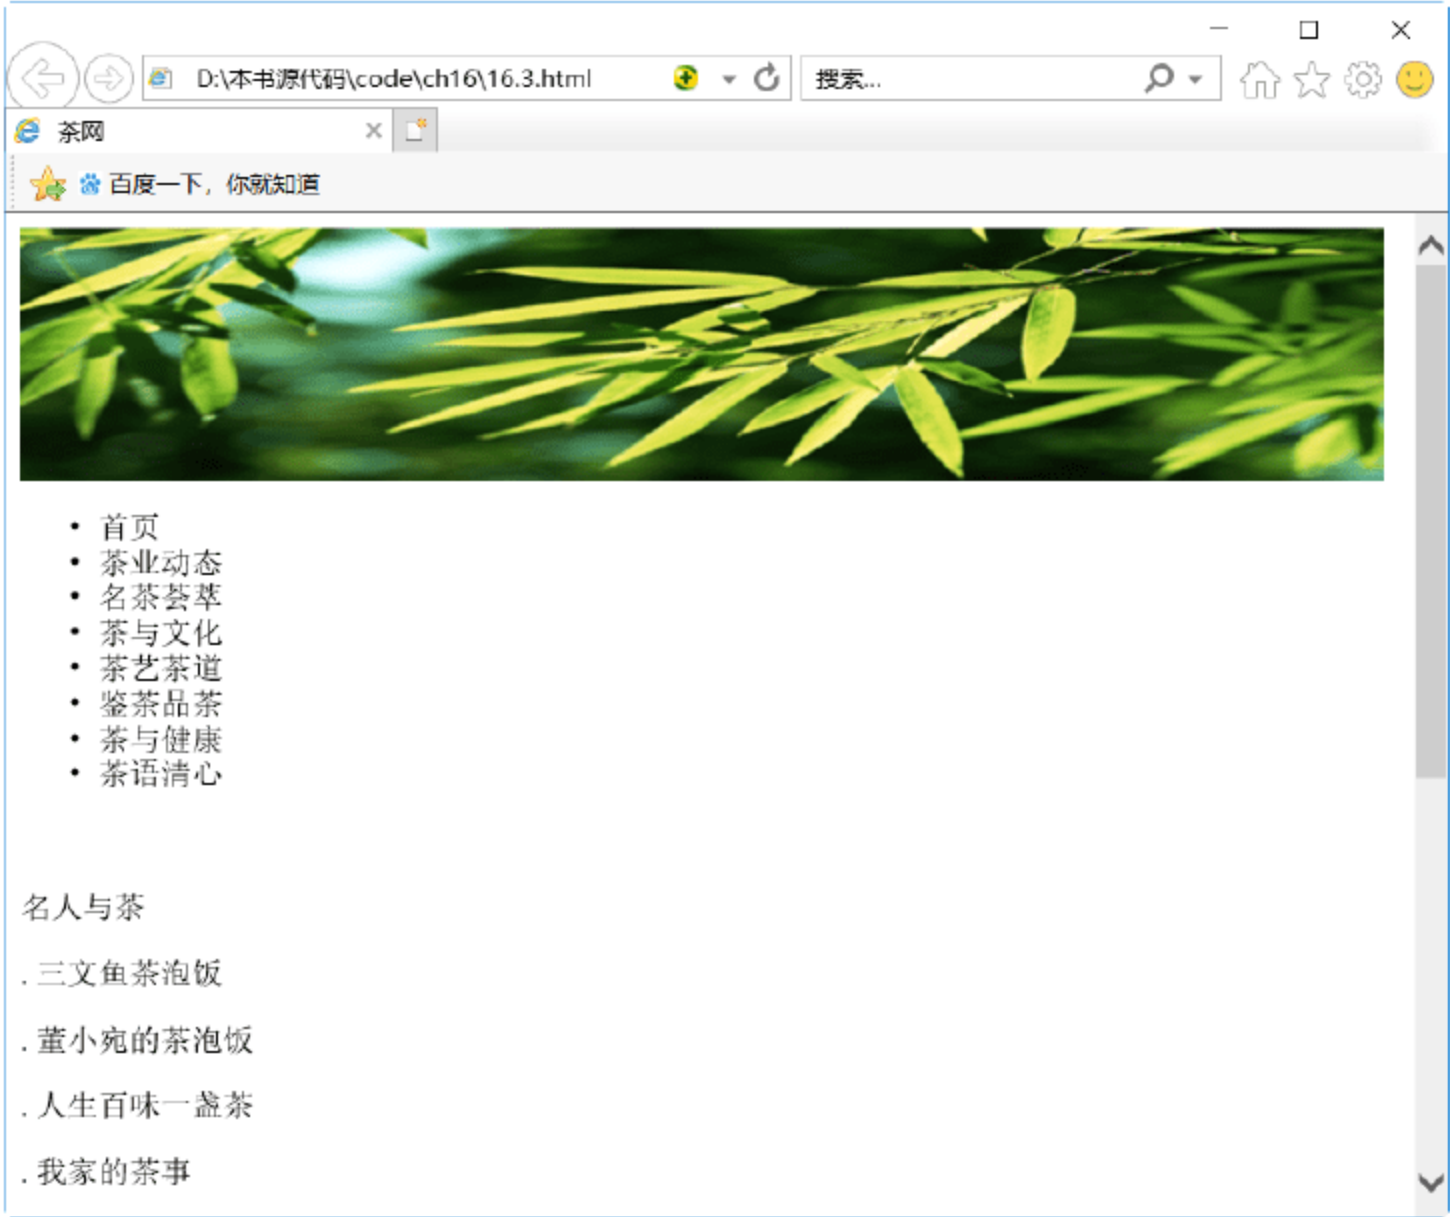 D:\本书源代码\code\ch16\16.3.html
搜索...
茶网
百度一下，你就知道
• 首页
• 茶业动态
• 名茶荟萃
• 茶与文化
• 茶艺茶道
• 鉴茶品茶
• 茶与健康
• 茶语清心
名人与茶
. 三文鱼茶泡饭
. 董小宛的茶泡饭
. 人生百味一盏茶
. 我家的茶事